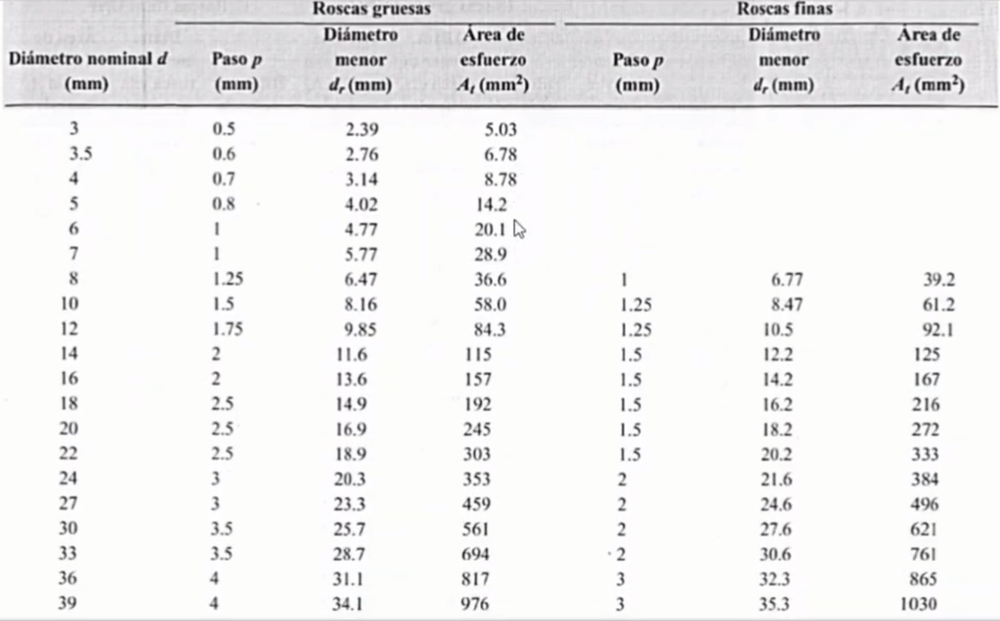 Roscas gruesas Roscas finas
Diámetro Área de Diámetro Área de
Diámetro nominal d Paso p menor esfuerzo Paso p menor esfuerzo
(mm) (mm) dᵣ (mm) Aₜ (mm²) (mm) dᵣ (mm) Aₜ (mm²)
3 0.5 2.39 5.03
3.5 0.6 2.76 6.78
4 0.7 3.14 8.78
5 0.8 4.02 14.2
6 1 4.77 20.1
7 1 5.77 28.9
8 1.25 6.47 36.6 1 6.77 39.2
10 1.5 8.16 58.0 1.25 8.47 61.2
12 1.75 9.85 84.3 1.25 10.5 92.1
14 2 11.6 115 1.5 12.2 125
16 2 13.6 157 1.5 14.2 167
18 2.5 14.9 192 1.5 16.2 216
20 2.5 16.9 245 1.5 18.2 272
22 2.5 18.9 303 1.5 20.2 333
24 3 20.3 353 2 21.6 384
27 3 23.3 459 2 24.6 496
30 3.5 25.7 561 2 27.6 621
33 3.5 28.7 694 2 30.6 761
36 4 31.1 817 3 32.3 865
39 4 34.1 976 3 35.3 1030